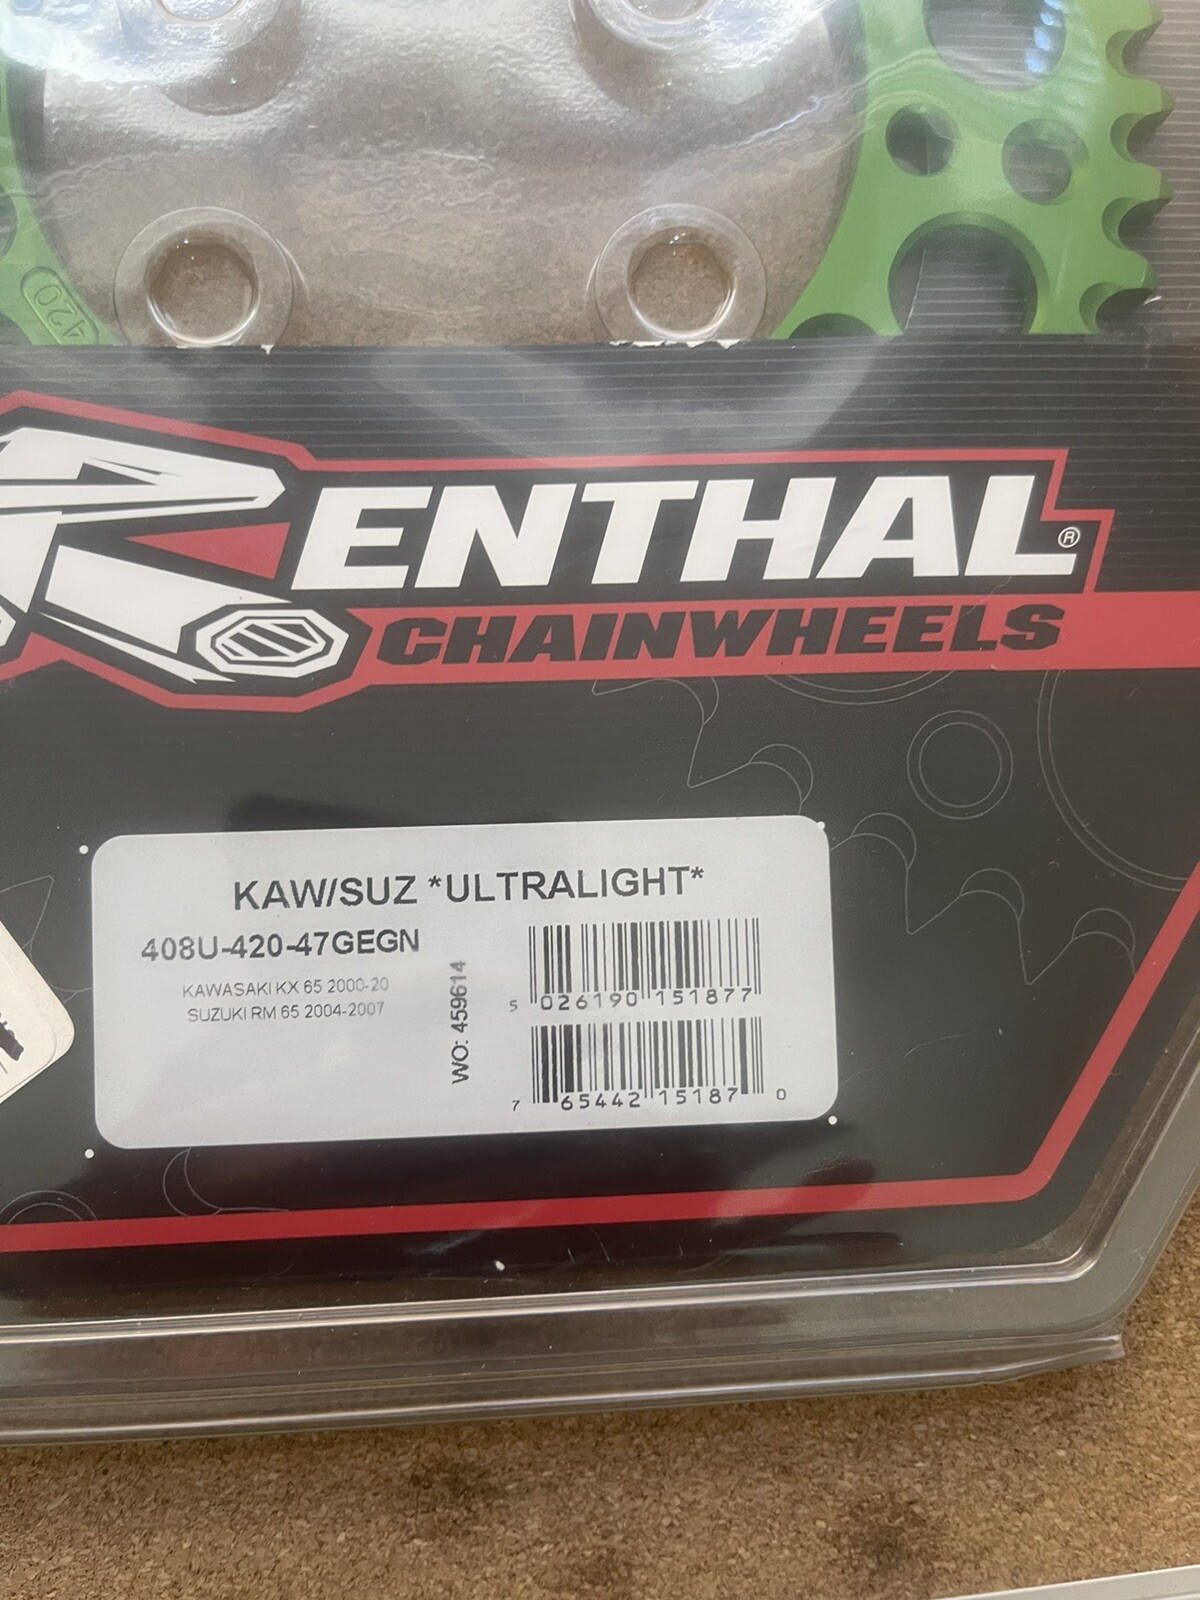 420
RENTHAL®
CHAINWHEELS
KAW/SUZ *ULTRALIGHT*
408U-420-47GEGN
KAWASAKI KX 65 2000-20
SUZUKI RM 65 2004-2007
WO: 459614
5 026190 151877
7 65442 15187 0